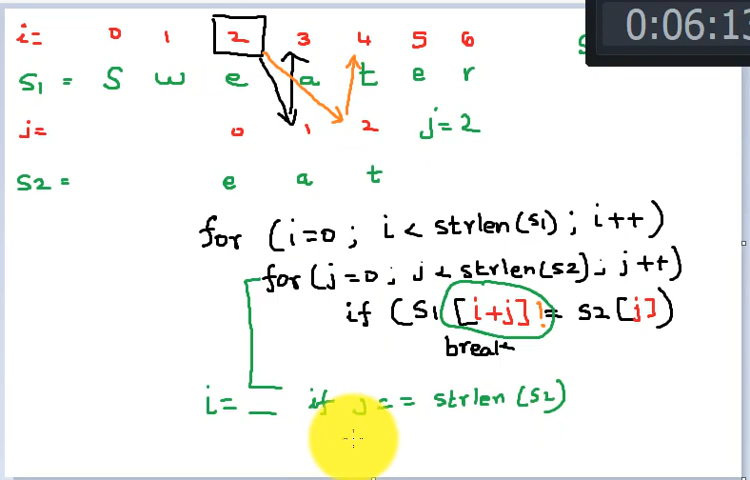 0:06:13
i= 0 1 2 3 4 5 6
S1 = S w e a t e r
j= 0 1 2 j=2
S2 = e a t
for (i=0 ; i < strlen(S1) ; i++)
for(j=0 ; j < strlen(S2) ; j++)
if (S1 [i+j] != S2[j])
break
i= __ if j == strlen(S2)